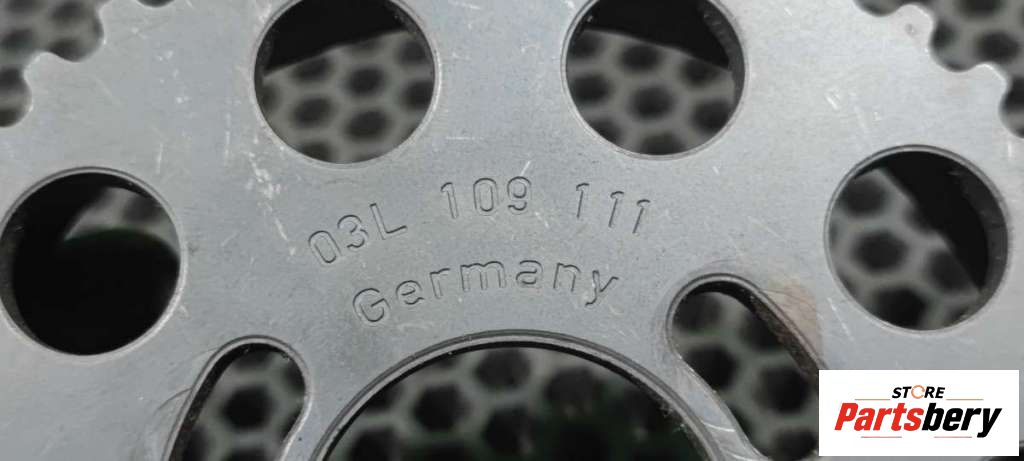 03L 109 111
Germany
STORE
Partsbery